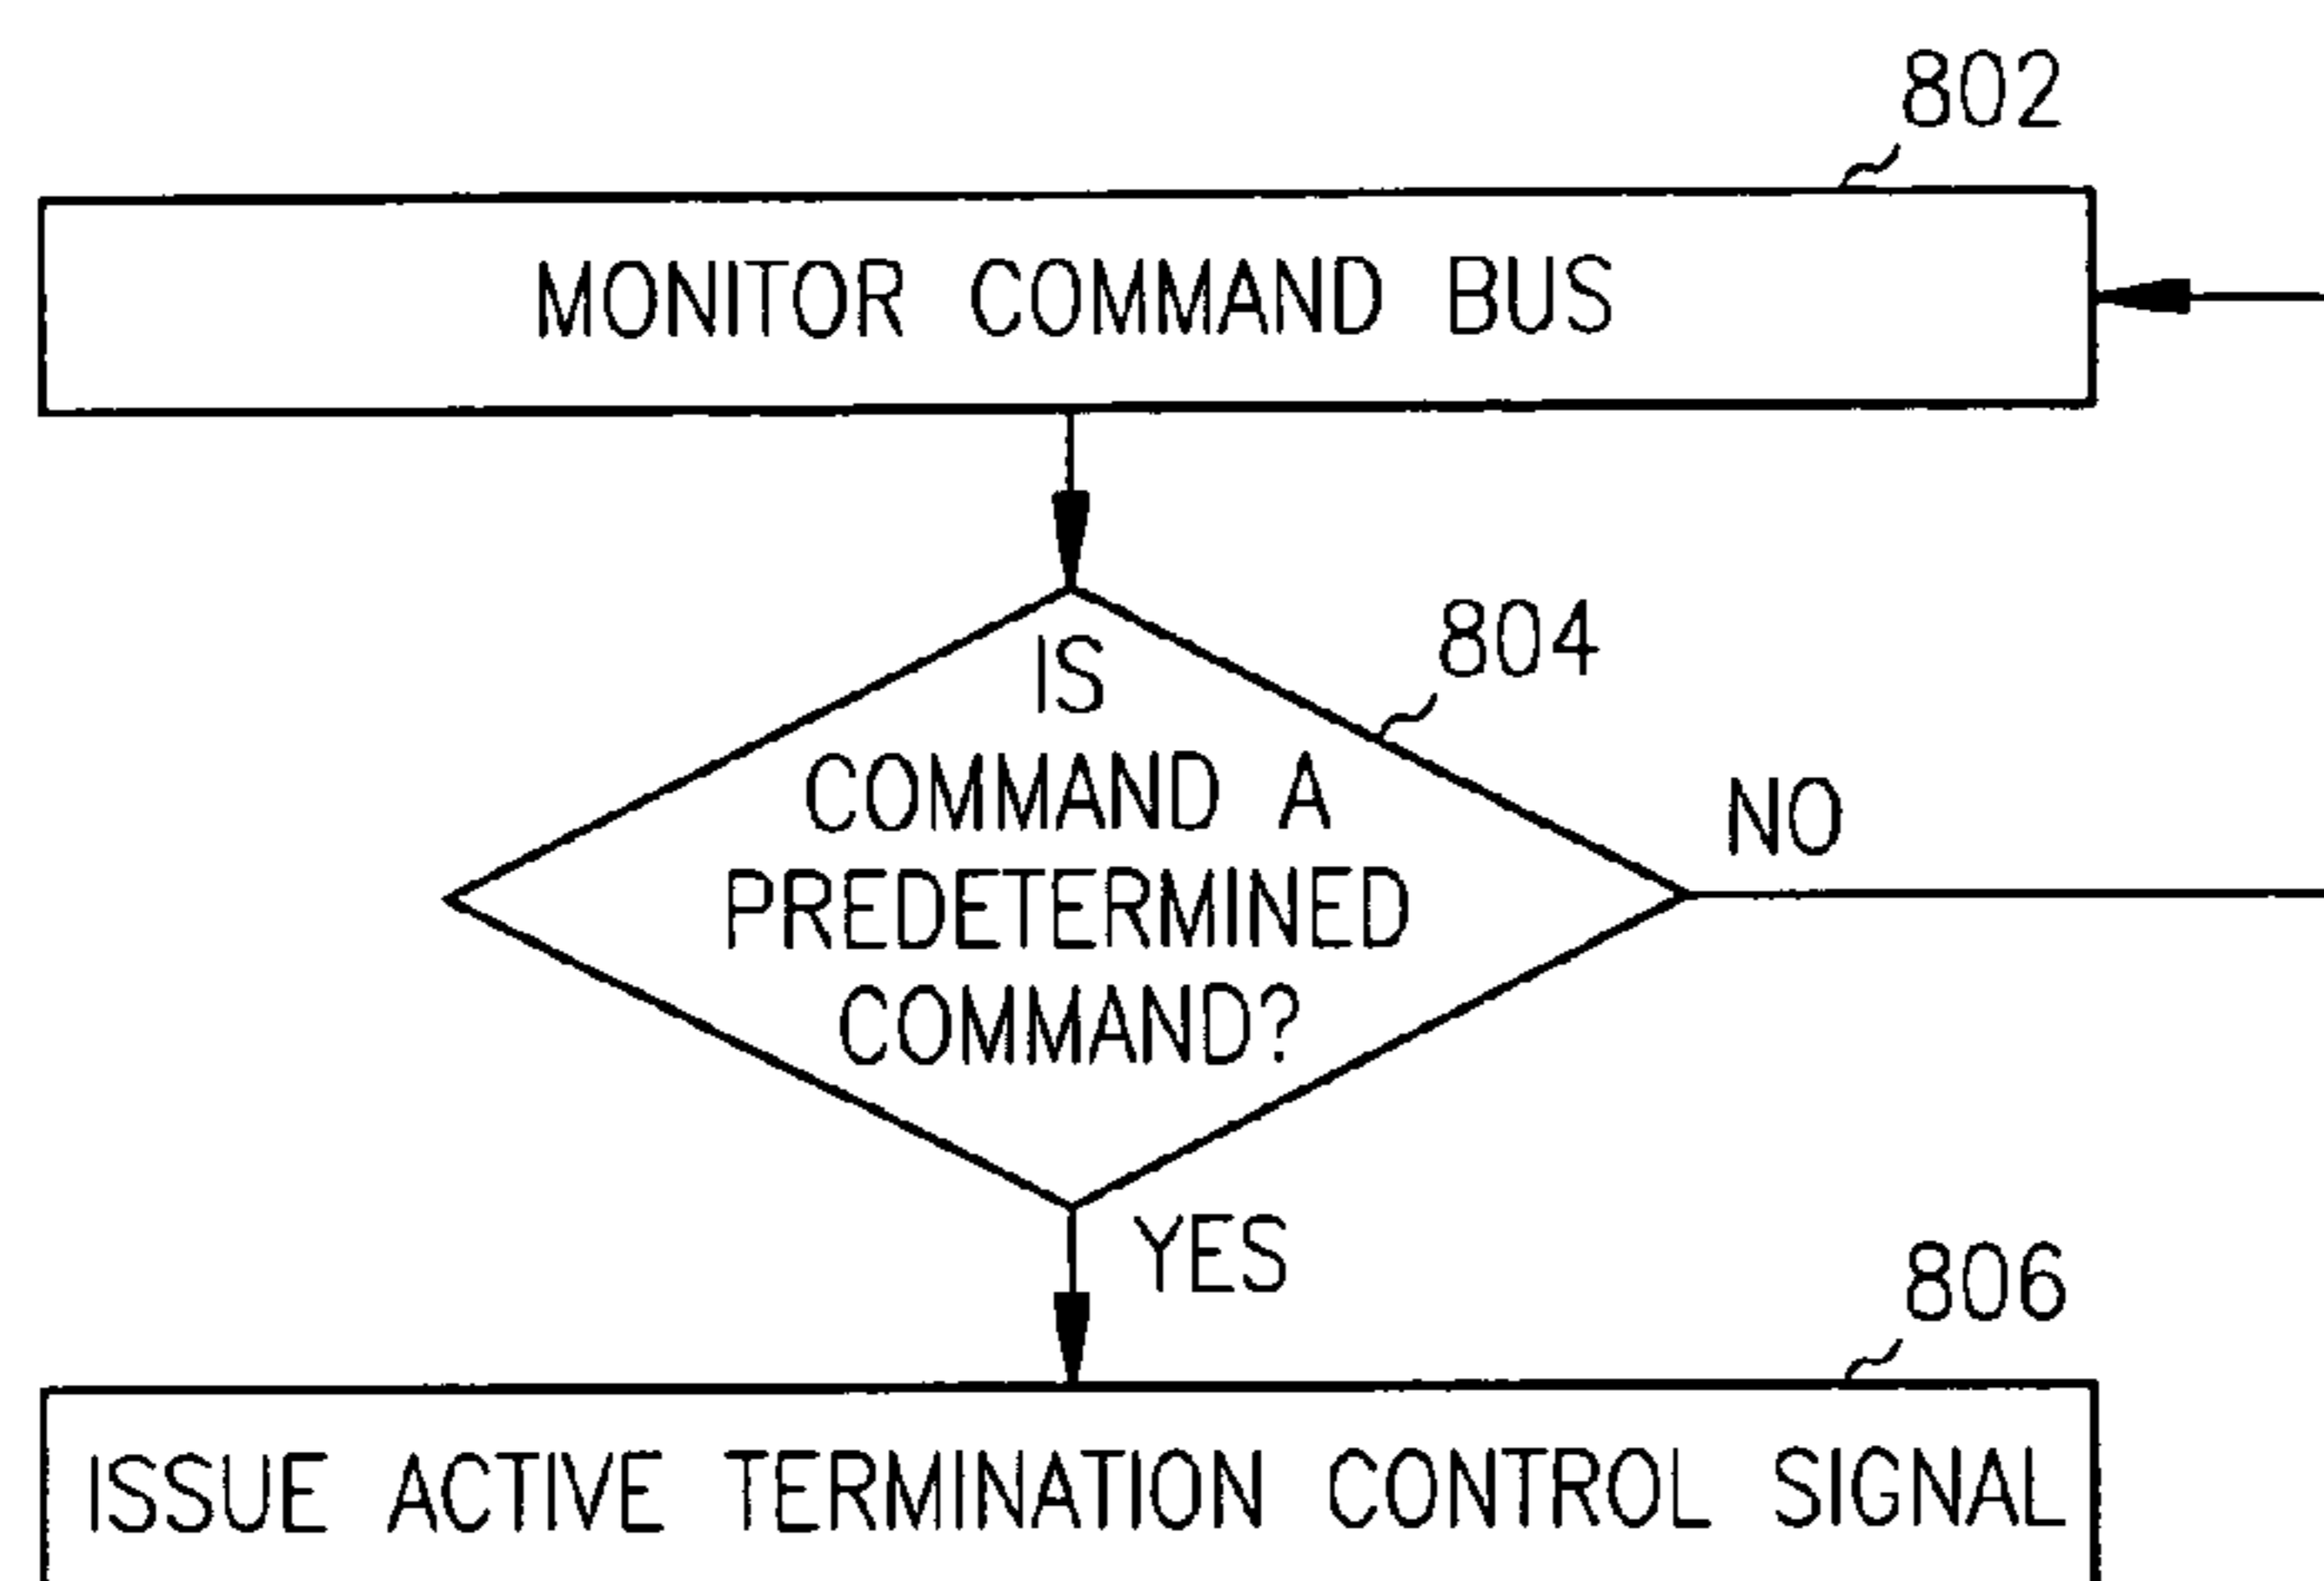 802
MONITOR COMMAND BUS
804
IS
COMMAND A
PREDETERMINED
COMMAND?
NO
YES
806
ISSUE ACTIVE TERMINATION CONTROL SIGNAL